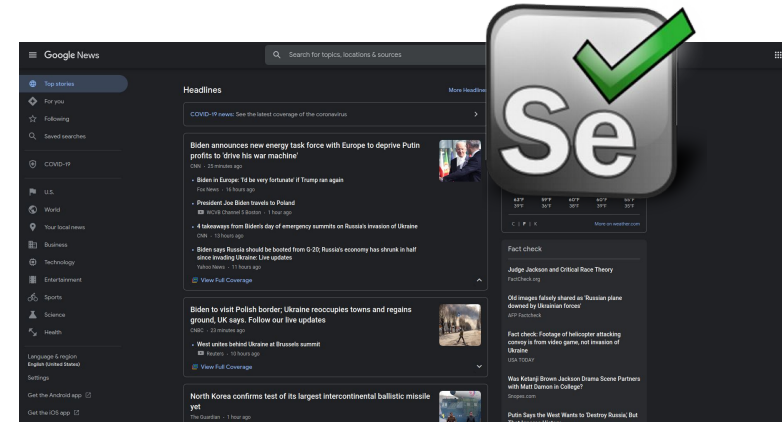 Google News
Search for topics, locations & sources
Top stories
For you
Following
Saved searches
COVID-19
U.S.
World
Your local news
Business
Technology
Entertainment
Sports
Science
Health
Language & region
English (United States)
Settings
Get the Android app
Get the iOS app
Headlines
More Headlines
COVID-19 news: See the latest coverage of the coronavirus
Biden announces new energy task force with Europe to deprive Putin
profits to 'drive his war machine'
CNN · 25 minutes ago
• Biden in Europe: 'I'd be very fortunate' if Trump ran again
Fox News · 16 hours ago
• President Joe Biden travels to Poland
WCVB Channel 5 Boston · 1 hour ago
• 4 takeaways from Biden's day of emergency summits on Russia's invasion of Ukraine
CNN · 13 hours ago
• Biden says Russia should be booted from G-20; Russia's economy has shrunk in half
since invading Ukraine: Live updates
Yahoo News · 11 hours ago
View Full Coverage
Biden to visit Polish border; Ukraine reoccupies towns and regains
ground, UK says. Follow our live updates
CNBC · 23 minutes ago
• West unites behind Ukraine at Brussels summit
Reuters · 10 hours ago
View Full Coverage
North Korea confirms test of its largest intercontinental ballistic missile
yet
The Guardian · 1 hour ago
Se
63°F 59°F 60°F 60°F 55°F
39°F 36°F 38°F 39°F 35°F
C | F | K
More on weather.com
Fact check
Judge Jackson and Critical Race Theory
FactCheck.org
Old images falsely shared as 'Russian plane
downed by Ukrainian forces'
AFP Factcheck
Fact check: Footage of helicopter attacking
convoy is from video game, not invasion of
Ukraine
USA TODAY
Was Ketanji Brown Jackson Drama Scene Partners
with Matt Damon in College?
Snopes.com
Putin Says the West Wants to 'Destroy Russia,' But